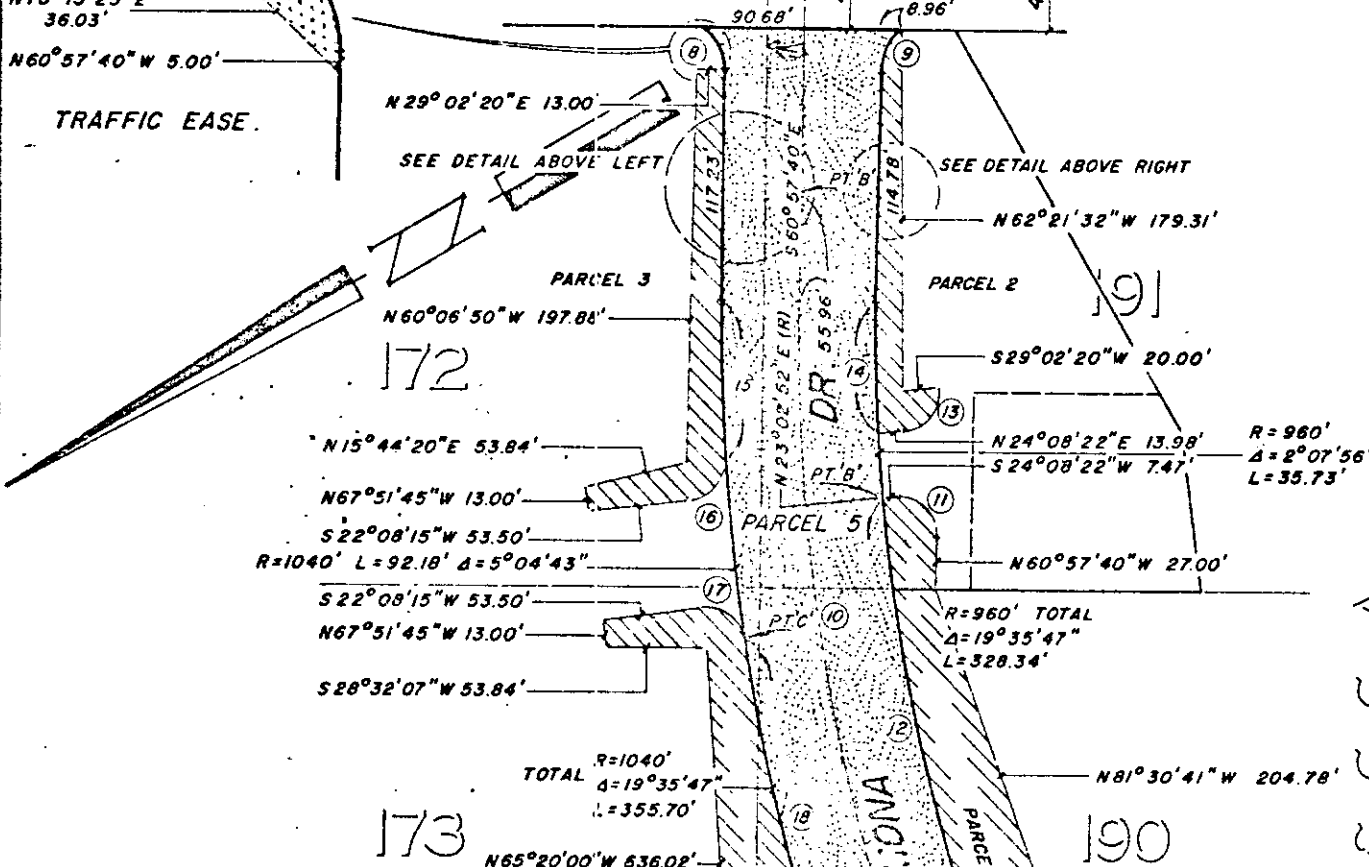 36.03'
90.68'
8.96'
N60°57'40"W 5.00'
8
9
TRAFFIC EASE.
N29°02'20"E 13.00'
SEE DETAIL ABOVE LEFT
117.23'
S60°57'40"E
PT.'B'
114.78'
SEE DETAIL ABOVE RIGHT
N62°21'32"W 179.31'
PARCEL 3
PARCEL 2
191
N60°06'50"W 197.88'
172
N23°02'52"E (R)
DR.
55.96
S29°02'20"W 20.00'
15
14
13
N15°44'20"E 53.84'
N24°08'22"E 13.98'
S24°08'22"W 7.47'
R=960'
Δ=2°07'56"
L=35.73'
N67°51'45"W 13.00'
PT.'B'
11
S22°08'15"W 53.50'
16
PARCEL 5
R=1040' L=92.18' Δ=5°04'43"
N60°57'40"W 27.00'
S22°08'15"W 53.50'
17
N67°51'45"W 13.00'
PT.'C'
10
R=960' TOTAL
Δ=19°35'47"
L=328.34'
S28°32'07"W 53.84'
12
TOTAL R=1040'
Δ=19°35'47"
L=355.70'
N81°30'41"W 204.78'
18
173
190
N65°20'00"W 636.02'